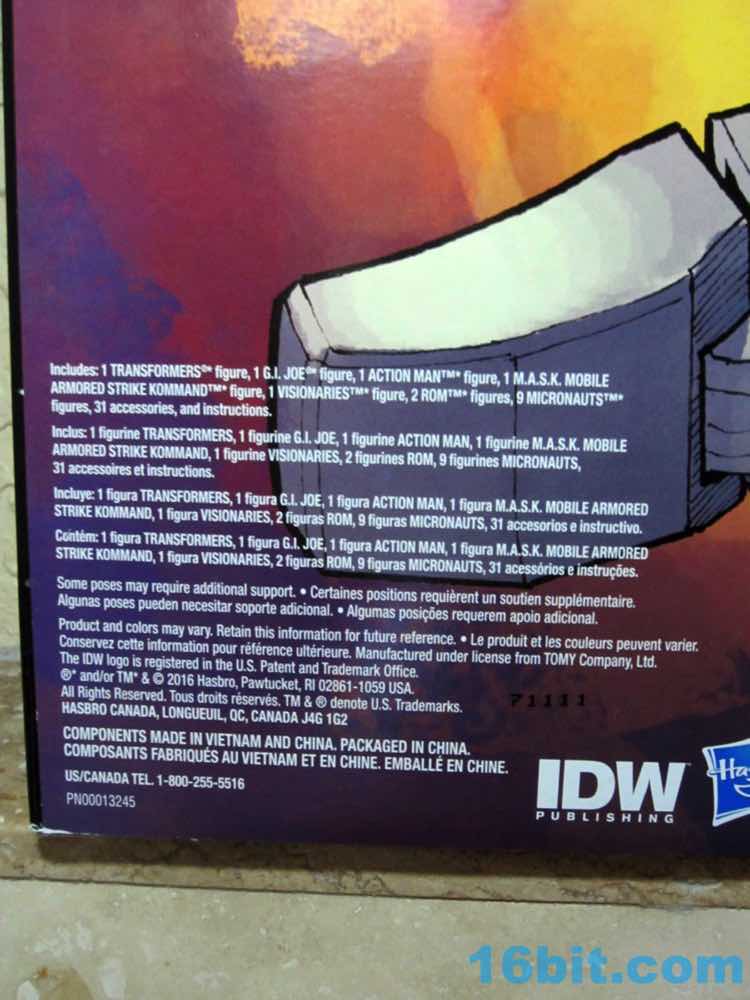 Includes: 1 TRANSFORMERS®* figure, 1 G.I. JOE®* figure, 1 ACTION MAN™* figure, 1 M.A.S.K. MOBILE
ARMORED STRIKE KOMMAND™* figure, 1 VISIONARIES™* figure, 2 ROM™* figures, 9 MICRONAUTS™*
figures, 31 accessories, and instructions.
Inclus: 1 figurine TRANSFORMERS, 1 figurine G.I. JOE, 1 figurine ACTION MAN, 1 figurine M.A.S.K. MOBILE
ARMORED STRIKE KOMMAND, 1 figurine VISIONARIES, 2 figurines ROM, 9 figurines MICRONAUTS,
31 accessoires et instructions.
Incluye: 1 figura TRANSFORMERS, 1 figura G.I. JOE, 1 figura ACTION MAN, 1 figura M.A.S.K. MOBILE ARMORED
STRIKE KOMMAND, 1 figura VISIONARIES, 2 figuras ROM, 9 figuras MICRONAUTS, 31 accesorios e instructivo.
Contém: 1 figura TRANSFORMERS, 1 figura G.I. JOE, 1 figura ACTION MAN, 1 figura M.A.S.K. MOBILE ARMORED
STRIKE KOMMAND, 1 figura VISIONARIES, 2 figuras ROM, 9 figuras MICRONAUTS, 31 acessórios e instruções.
Some poses may require additional support. • Certaines positions requièrent un soutien supplémentaire.
Algunas poses pueden necesitar soporte adicional. • Algumas posições requerem apoio adicional.
Product and colors may vary. Retain this information for future reference. • Le produit et les couleurs peuvent varier.
Conservez cette information pour référence ultérieure. Manufactured under license from TOMY Company, Ltd.
The IDW logo is registered in the U.S. Patent and Trademark Office.
®* and/or TM* & © 2016 Hasbro, Pawtucket, RI 02861-1059 USA.
All Rights Reserved. Tous droits réservés. TM & ® denote U.S. Trademarks.
HASBRO CANADA, LONGUEUIL, QC, CANADA J4G 1G2
71111
COMPONENTS MADE IN VIETNAM AND CHINA. PACKAGED IN CHINA.
COMPOSANTS FABRIQUÉS AU VIETNAM ET EN CHINE. EMBALLÉ EN CHINE.
US/CANADA TEL. 1-800-255-5516
PN00013245
IDW
PUBLISHING
Has
16bit.com